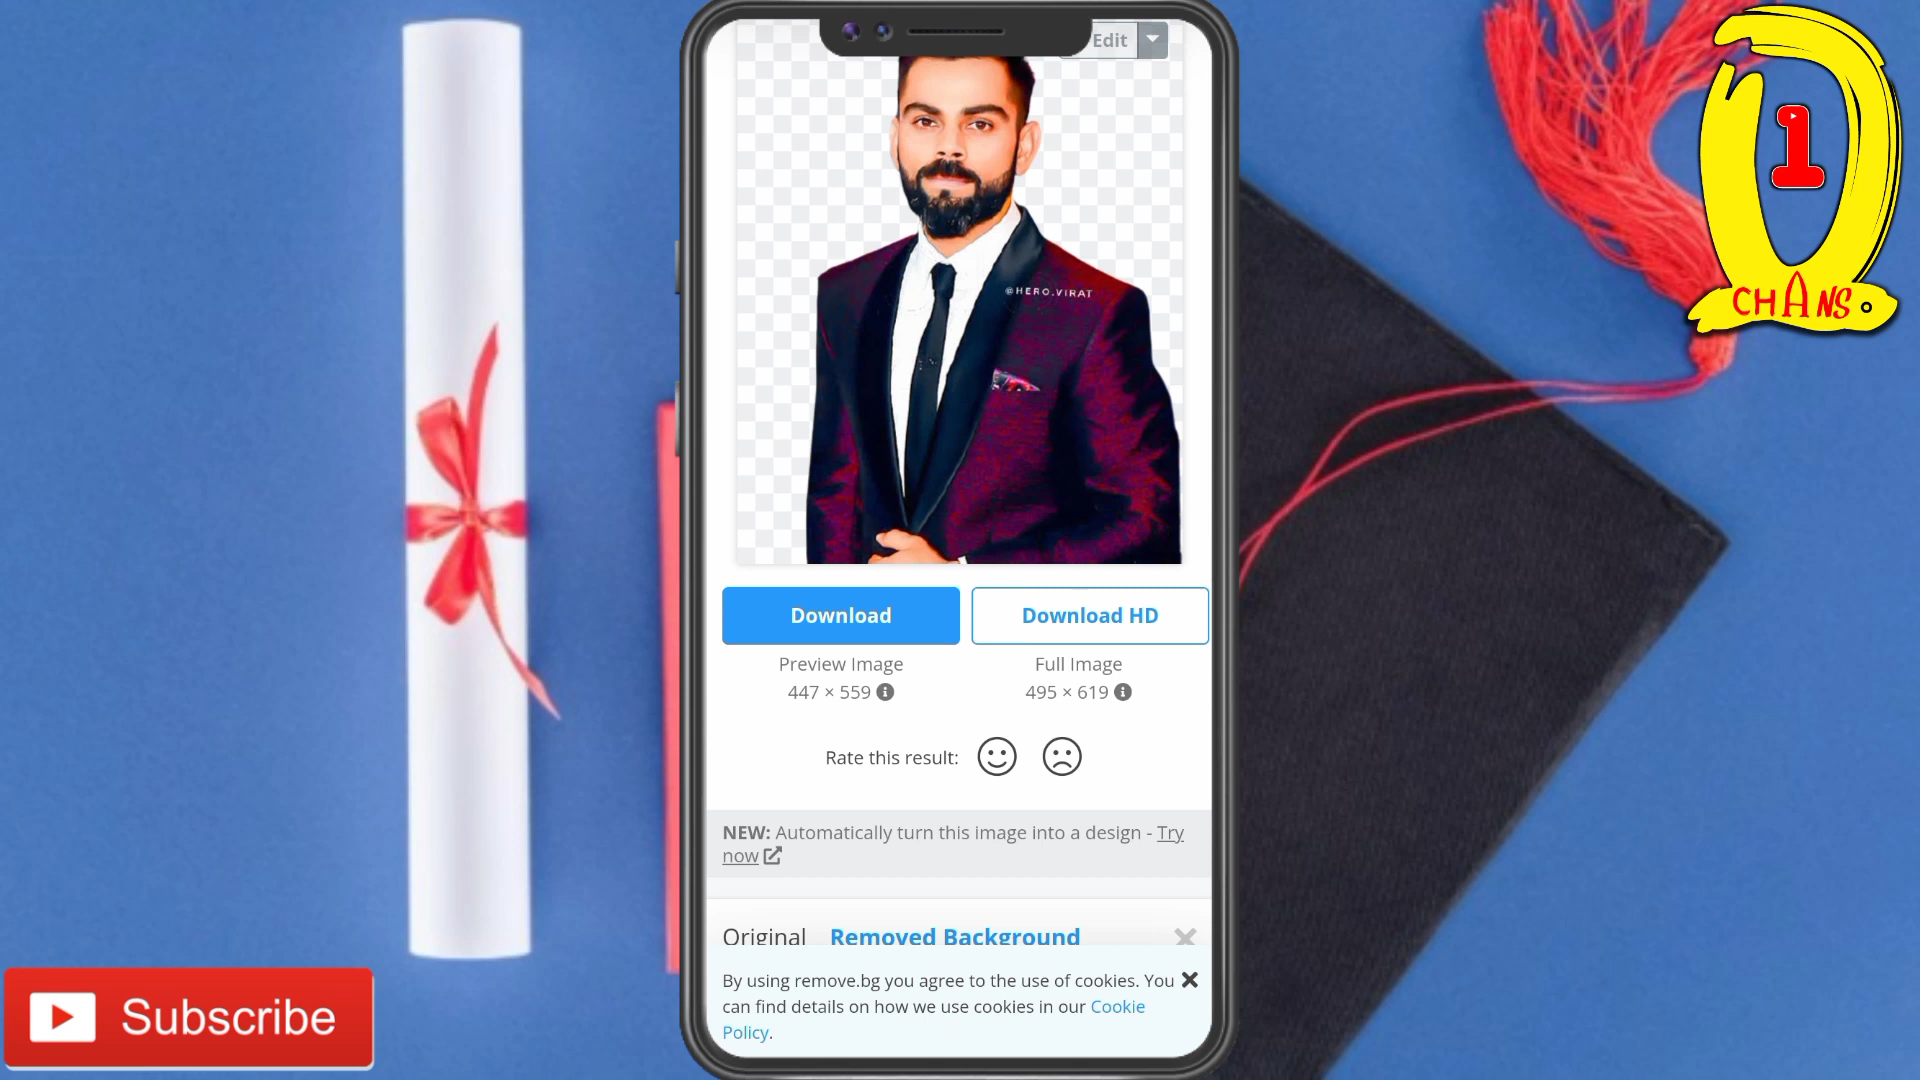 Edit
1
CHANS.
@HERO.VIRAT
Download
Download HD
Preview Image
Full Image
447 × 559
495 × 619
Rate this result:
NEW: Automatically turn this image into a design - Try
now
Original
Removed Background
By using remove.bg you agree to the use of cookies. You
can find details on how we use cookies in our Cookie
Policy.
Subscribe